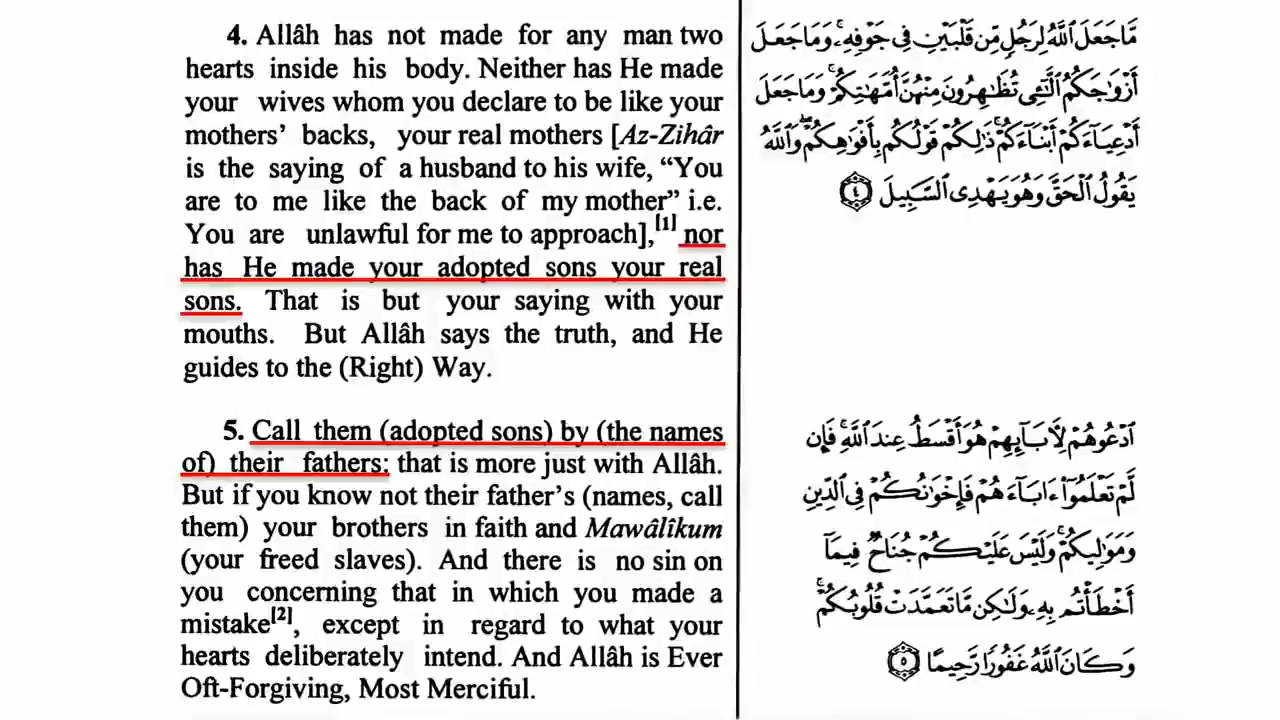 4. Allâh has not made for any man two
hearts inside his body. Neither has He made
your wives whom you declare to be like your
mothers’ backs, your real mothers [Az-Zihâr
is the saying of a husband to his wife, “You
are to me like the back of my mother” i.e.
You are unlawful for me to approach],[1] nor
has He made your adopted sons your real
sons. That is but your saying with your
mouths. But Allâh says the truth, and He
guides to the (Right) Way.
5. Call them (adopted sons) by (the names
of) their fathers; that is more just with Allâh.
But if you know not their father’s (names, call
them) your brothers in faith and Mawâlîkum
(your freed slaves). And there is no sin on
you concerning that in which you made a
mistake[2], except in regard to what your
hearts deliberately intend. And Allâh is Ever
Oft-Forgiving, Most Merciful.
مَّا جَعَلَ ٱللَّهُ لِرَجُلٍ مِّن قَلْبَيْنِ فِى جَوْفِهِۦ ۚ وَمَا جَعَلَ
أَزْوَٰجَكُمُ ٱلَّـٰٓـِٔى تُظَـٰهِرُونَ مِنْهُنَّ أُمَّهَـٰتِكُمْ ۚ وَمَا جَعَلَ
أَدْعِيَآءَكُمْ أَبْنَآءَكُمْ ۚ ذَٰلِكُمْ قَوْلُكُم بِأَفْوَٰهِكُمْ ۖ وَٱللَّهُ
يَقُولُ ٱلْحَقَّ وَهُوَ يَهْدِى ٱلسَّبِيلَ ٤
ٱدْعُوهُمْ لِـَٔابَآئِهِمْ هُوَ أَقْسَطُ عِندَ ٱللَّهِ ۚ فَإِن
لَّمْ تَعْلَمُوٓا۟ ءَابَآءَهُمْ فَإِخْوَٰنُكُمْ فِى ٱلدِّينِ
وَمَوَٰلِيكُمْ ۚ وَلَيْسَ عَلَيْكُمْ جُنَاحٌ فِيمَآ
أَخْطَأْتُم بِهِۦ وَلَـٰكِن مَّا تَعَمَّدَتْ قُلُوبُكُمْ ۚ
وَكَانَ ٱللَّهُ غَفُورًا رَّحِيمًا ٥